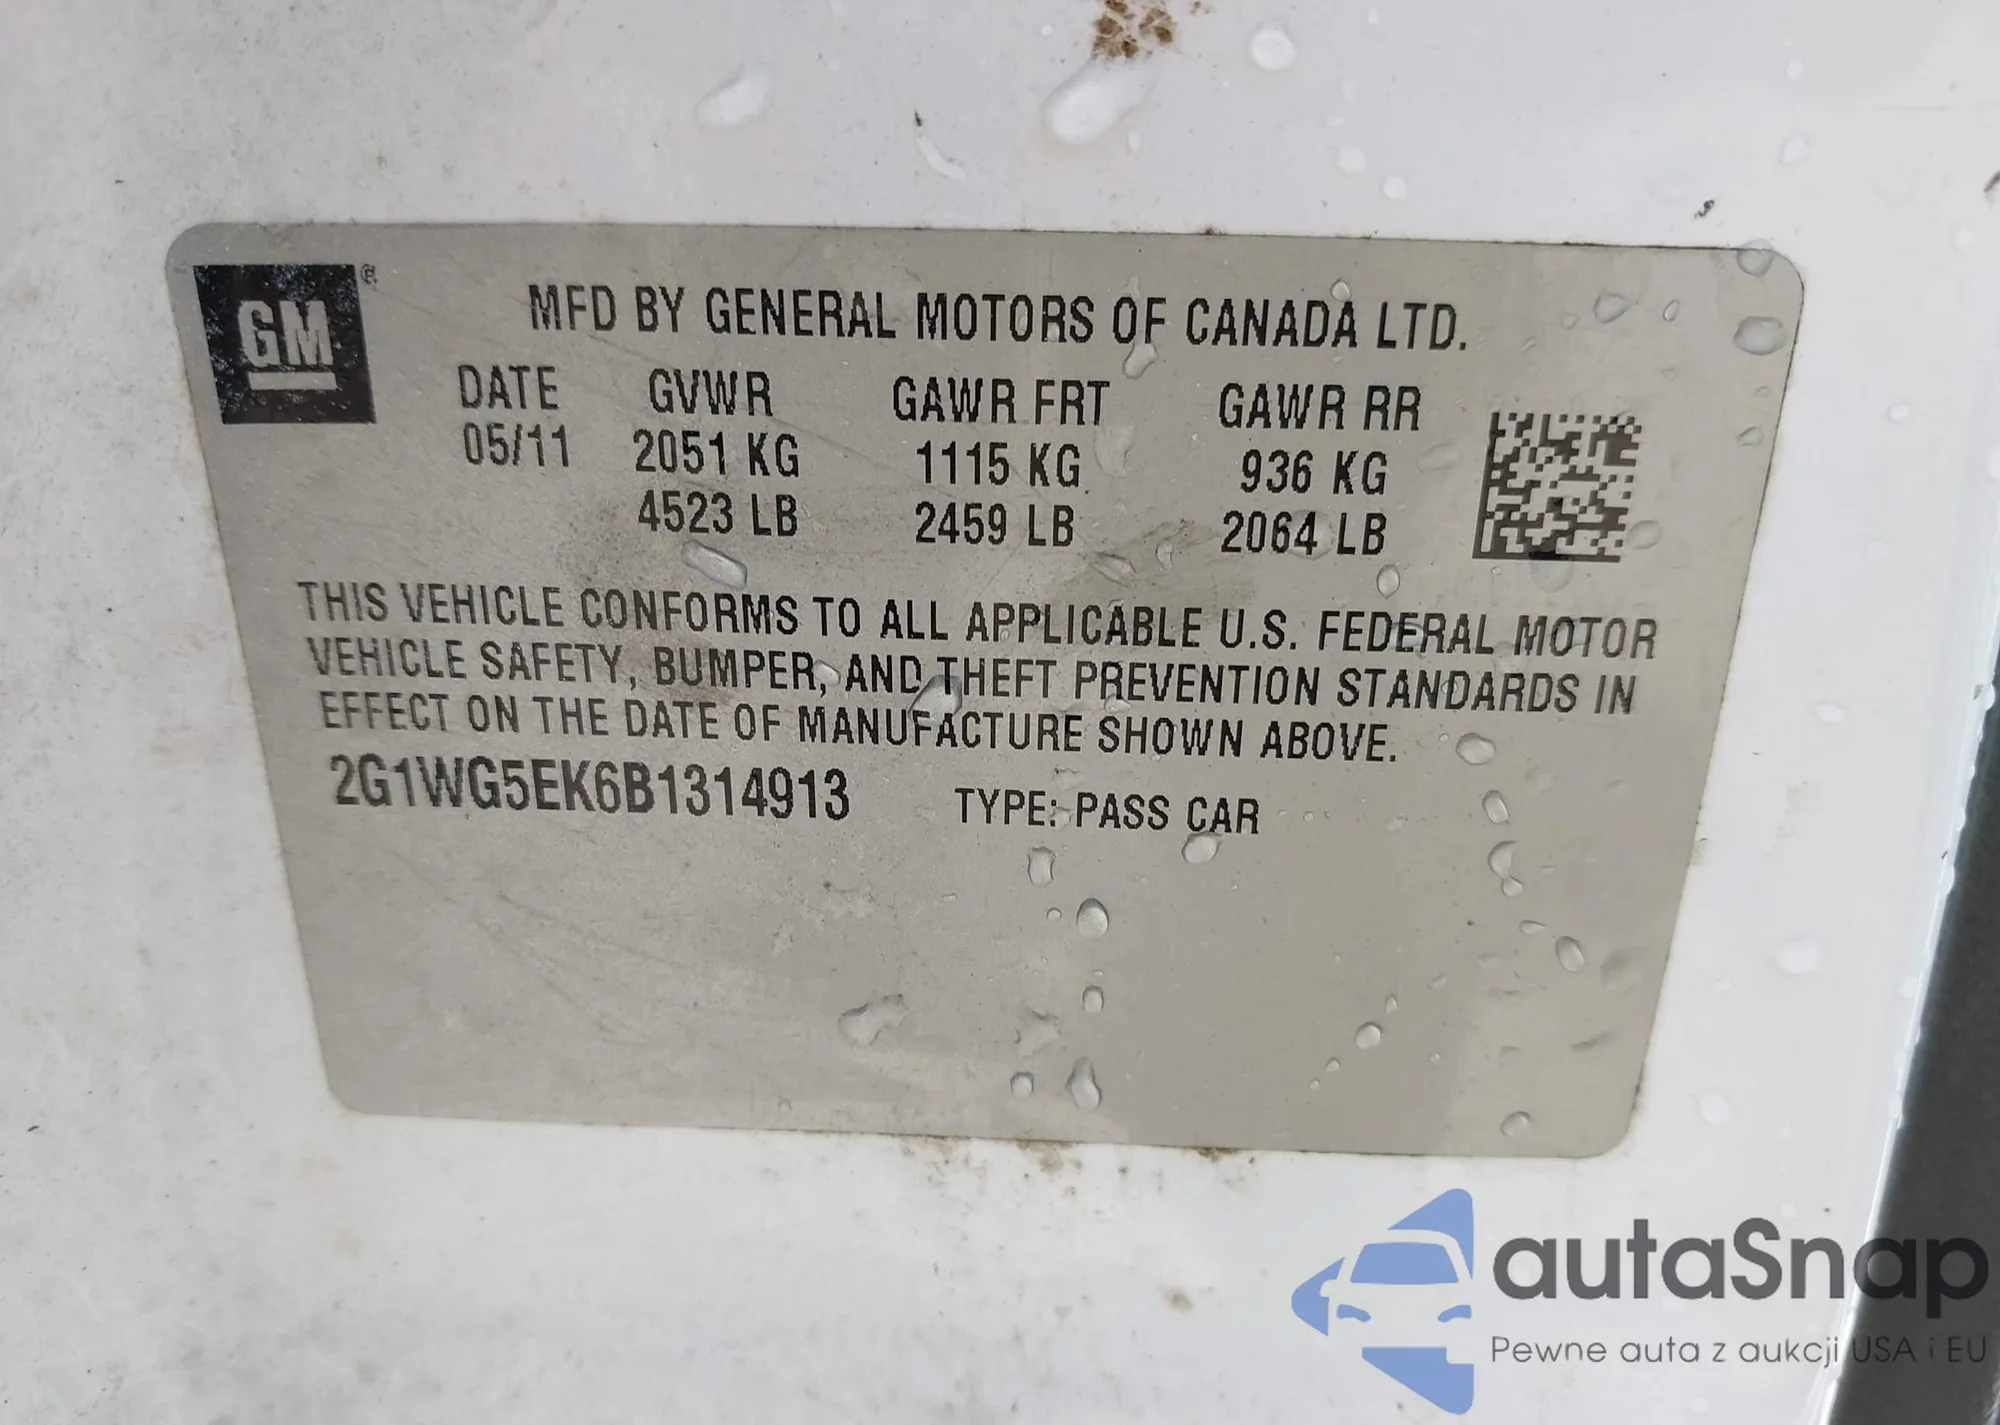 GM®
MFD BY GENERAL MOTORS OF CANADA LTD.
DATE GVWR GAWR FRT GAWR RR
05/11 2051 KG 1115 KG 936 KG
4523 LB 2459 LB 2064 LB
THIS VEHICLE CONFORMS TO ALL APPLICABLE U.S. FEDERAL MOTOR
VEHICLE SAFETY, BUMPER, AND THEFT PREVENTION STANDARDS IN
EFFECT ON THE DATE OF MANUFACTURE SHOWN ABOVE.
2G1WG5EK6B1314913 TYPE: PASS CAR
autaSnap
Pewne auta z aukcji USA i EU